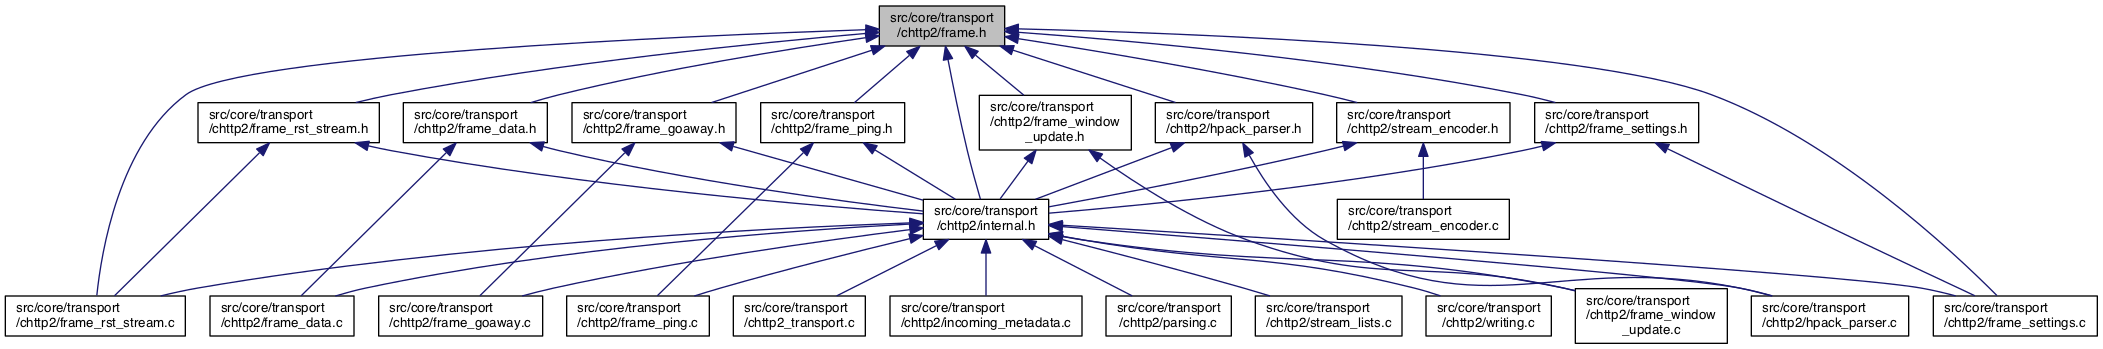 src/core/transport
/chttp2/frame.h
src/core/transport
/chttp2/frame_rst_stream.h
src/core/transport
/chttp2/frame_data.h
src/core/transport
/chttp2/frame_goaway.h
src/core/transport
/chttp2/frame_ping.h
src/core/transport
/chttp2/frame_window
_update.h
src/core/transport
/chttp2/hpack_parser.h
src/core/transport
/chttp2/stream_encoder.h
src/core/transport
/chttp2/frame_settings.h
src/core/transport
/chttp2/internal.h
src/core/transport
/chttp2/stream_encoder.c
src/core/transport
/chttp2/frame_rst_stream.c
src/core/transport
/chttp2/frame_data.c
src/core/transport
/chttp2/frame_goaway.c
src/core/transport
/chttp2/frame_ping.c
src/core/transport
/chttp2_transport.c
src/core/transport
/chttp2/incoming_metadata.c
src/core/transport
/chttp2/parsing.c
src/core/transport
/chttp2/stream_lists.c
src/core/transport
/chttp2/writing.c
src/core/transport
/chttp2/frame_window
_update.c
src/core/transport
/chttp2/hpack_parser.c
src/core/transport
/chttp2/frame_settings.c